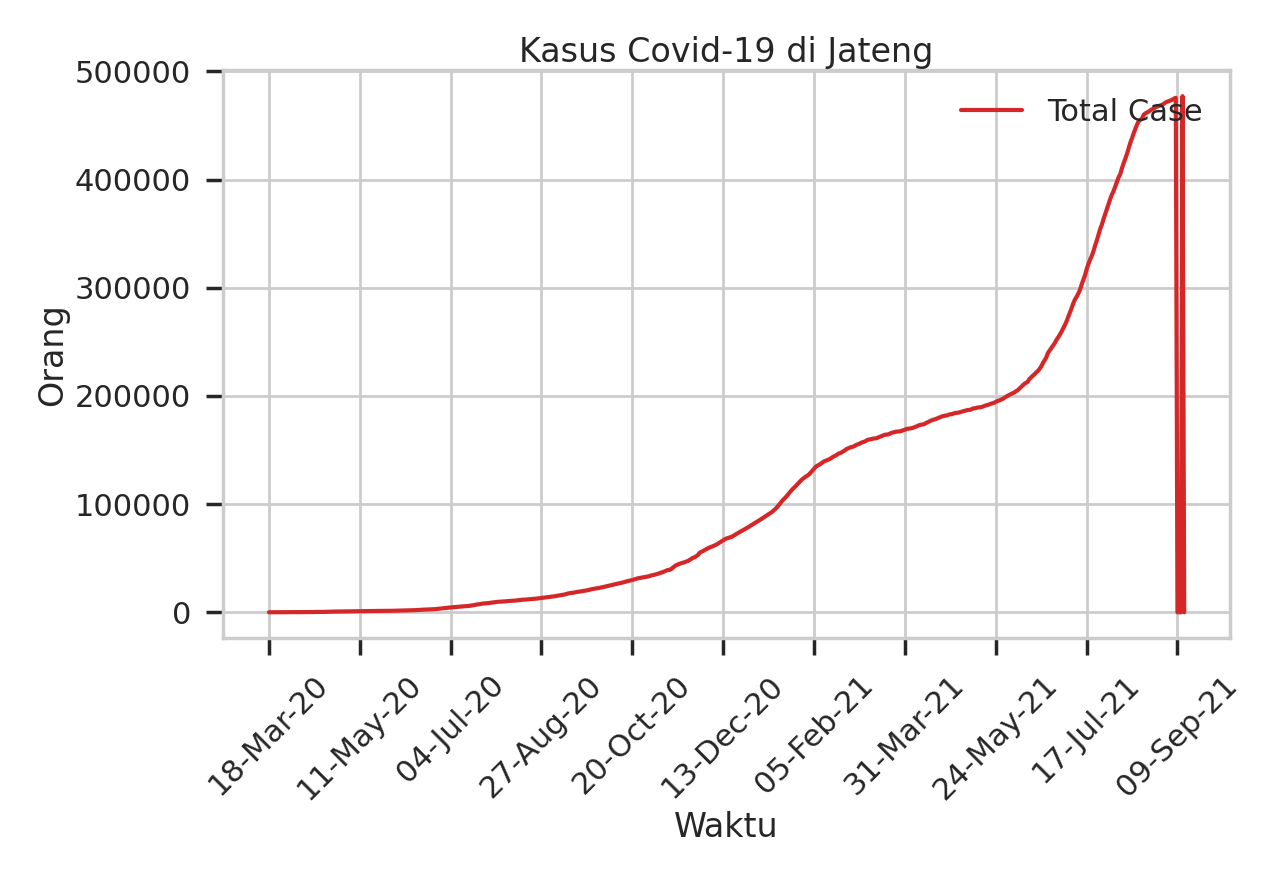 Kasus Covid-19 di Jateng
500000
400000
300000
200000
100000
0
Orang
Total Case
18-Mar-20
11-May-20
04-Jul-20
27-Aug-20
20-Oct-20
13-Dec-20
05-Feb-21
31-Mar-21
24-May-21
17-Jul-21
09-Sep-21
Waktu